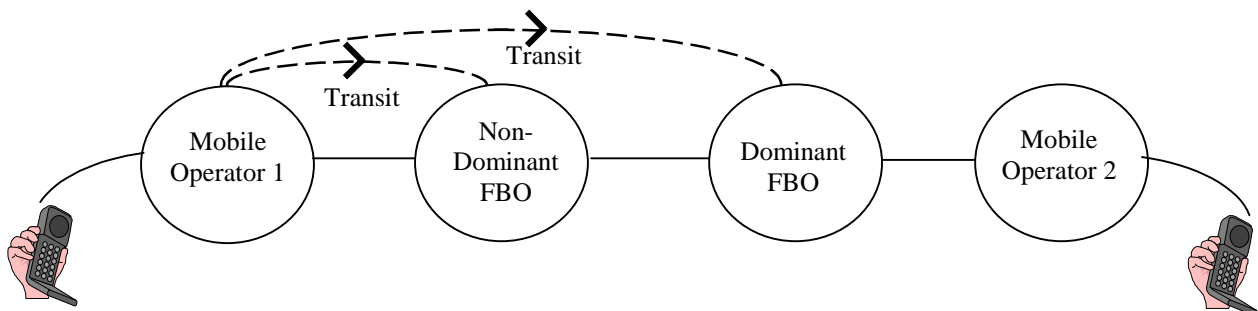 Transit
Transit
Mobile
Operator 1
Non-
Dominant
FBO
Dominant
FBO
Mobile
Operator 2